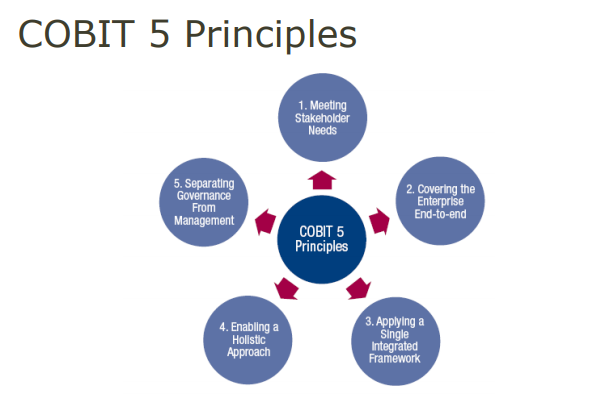 COBIT 5 Principles
1. Meeting
Stakeholder
Needs
2. Covering the
Enterprise
End-to-end
3. Applying a
Single
Integrated
Framework
4. Enabling a
Holistic
Approach
5. Separating
Governance
From
Management
COBIT 5
Principles